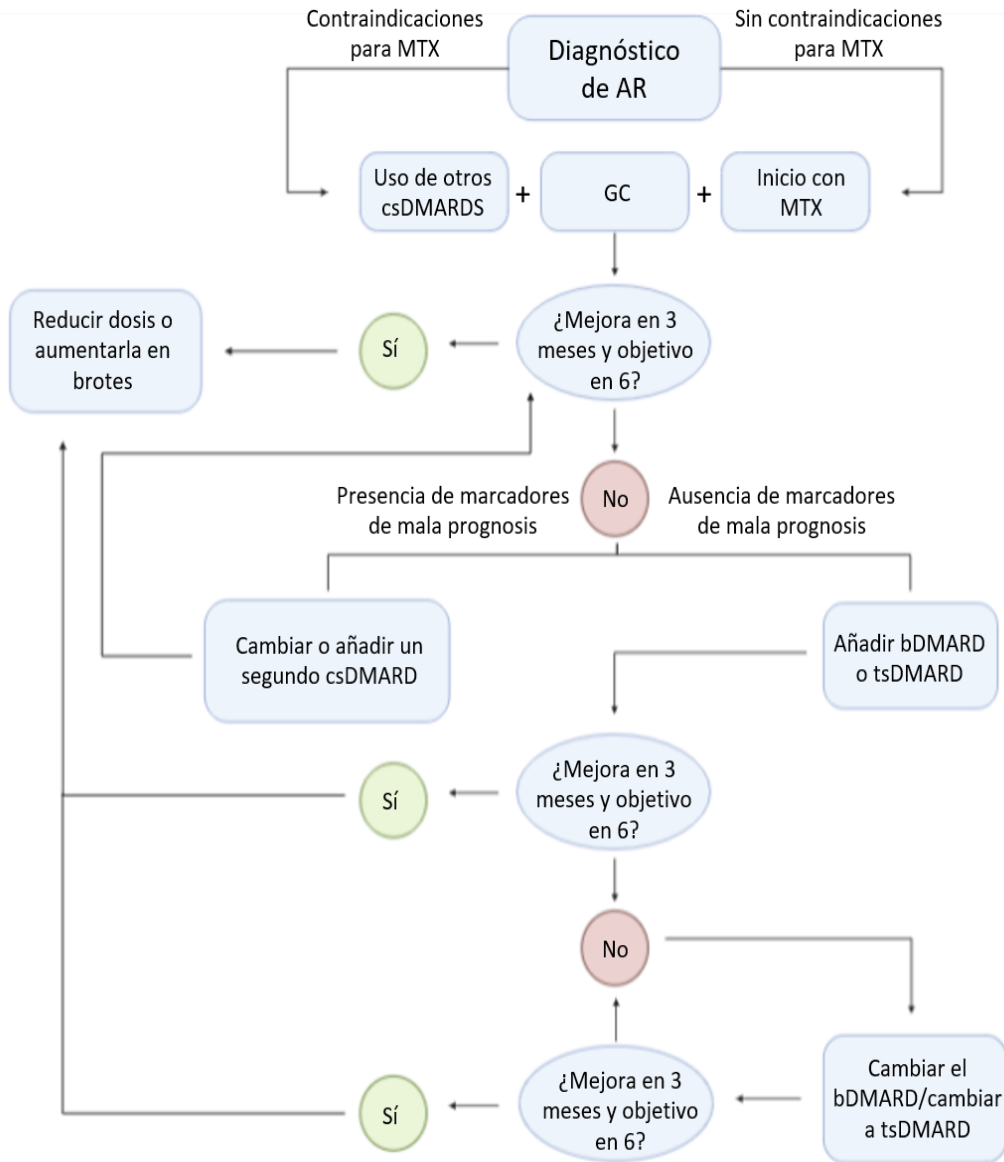 Contraindicaciones
para MTX
Diagnóstico
de AR
Sin contraindicaciones
para MTX
Uso de otros
csDMARDS
+
GC
+
Inicio con
MTX
Reducir dosis o
aumentarla en
brotes
Sí
¿Mejora en 3
meses y objetivo
en 6?
No
Presencia de marcadores
de mala prognosis
Ausencia de marcadores
de mala prognosis
Cambiar o añadir un
segundo csDMARD
Añadir bDMARD
o tsDMARD
Sí
¿Mejora en 3
meses y objetivo
en 6?
No
Sí
¿Mejora en 3
meses y objetivo
en 6?
Cambiar el
bDMARD/cambiar
a tsDMARD